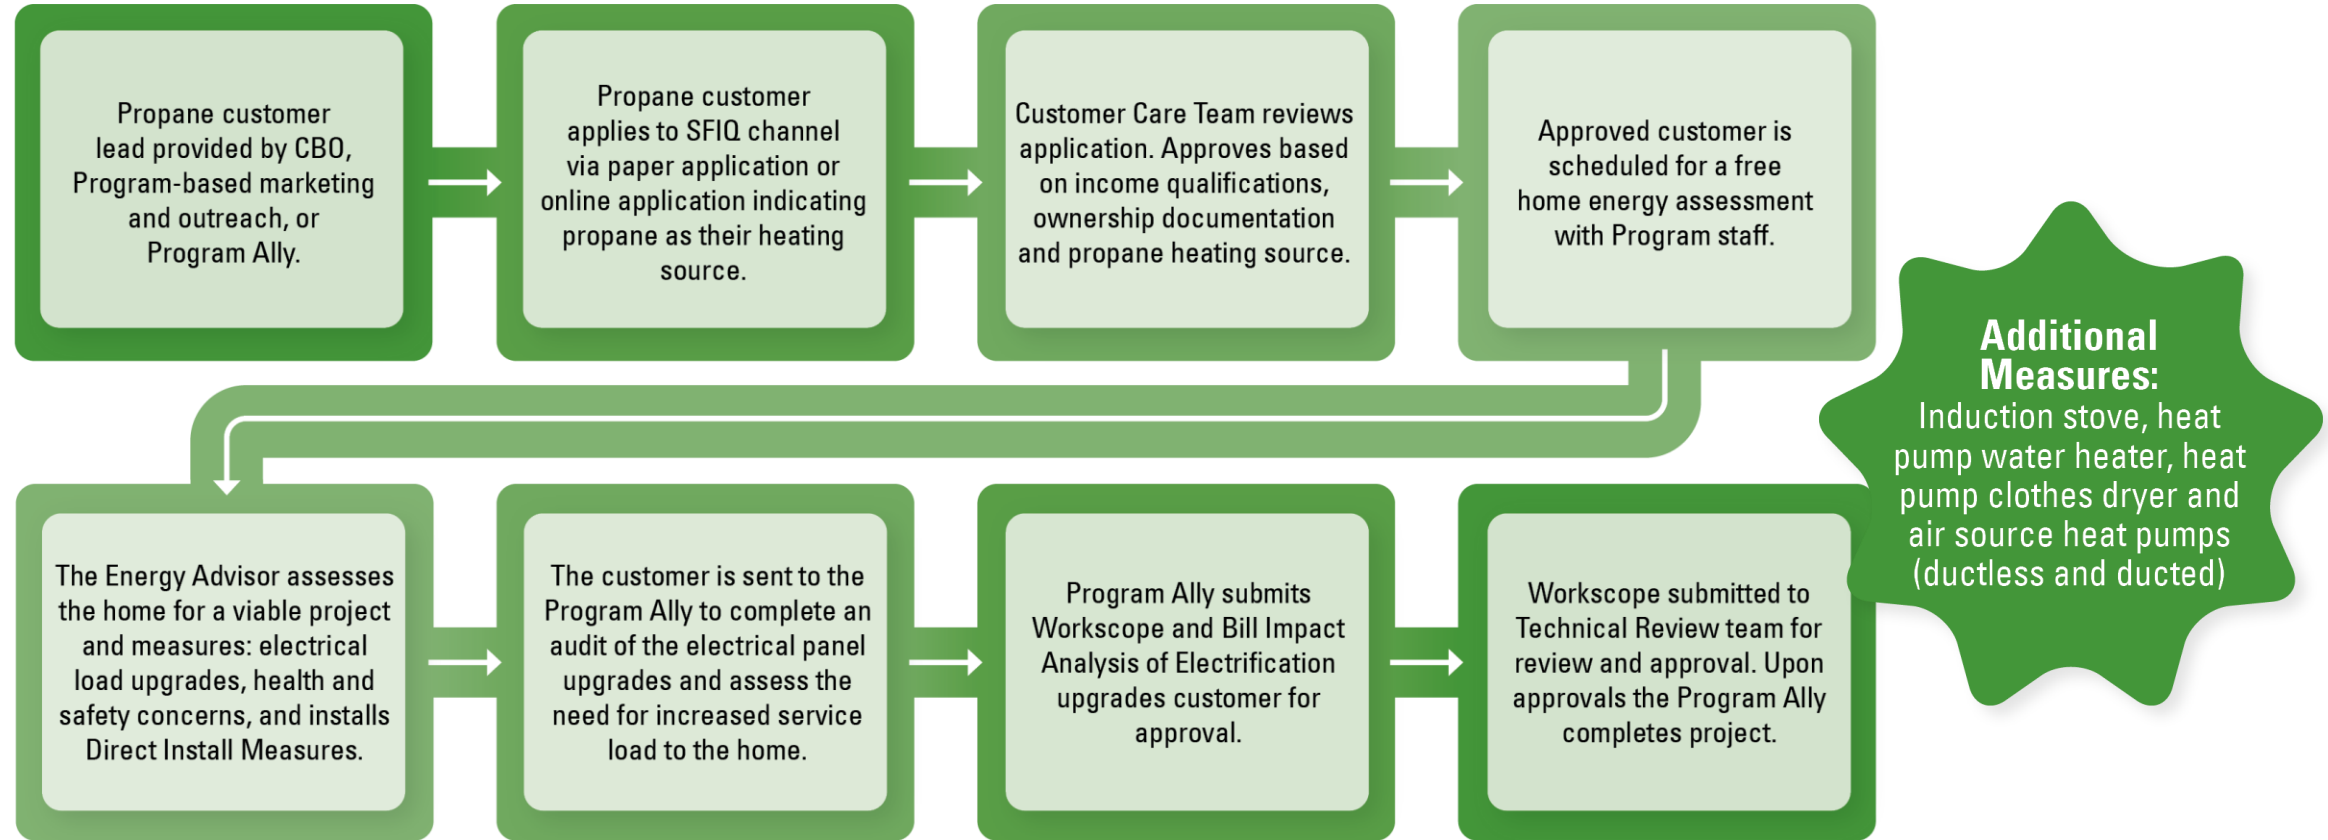 Propane customer
lead provided by CBO,
Program-based marketing
and outreach, or
Program Ally.
Propane customer
applies to SFIQ channel
via paper application or
online application indicating
propane as their heating
source.
Customer Care Team reviews
application. Approves based
on income qualifications,
ownership documentation
and propane heating source.
Approved customer is
scheduled for a free
home energy assessment
with Program staff.
The Energy Advisor assesses
the home for a viable project
and measures: electrical
load upgrades, health and
safety concerns, and installs
Direct Install Measures.
The customer is sent to the
Program Ally to complete an
audit of the electrical panel
upgrades and assess the
need for increased service
load to the home.
Program Ally submits
Workscope and Bill Impact
Analysis of Electrification
upgrades customer for
approval.
Workscope submitted to
Technical Review team for
review and approval. Upon
approvals the Program Ally
completes project.
Additional
Measures:
Induction stove, heat
pump water heater, heat
pump clothes dryer and
air source heat pumps
(ductless and ducted)